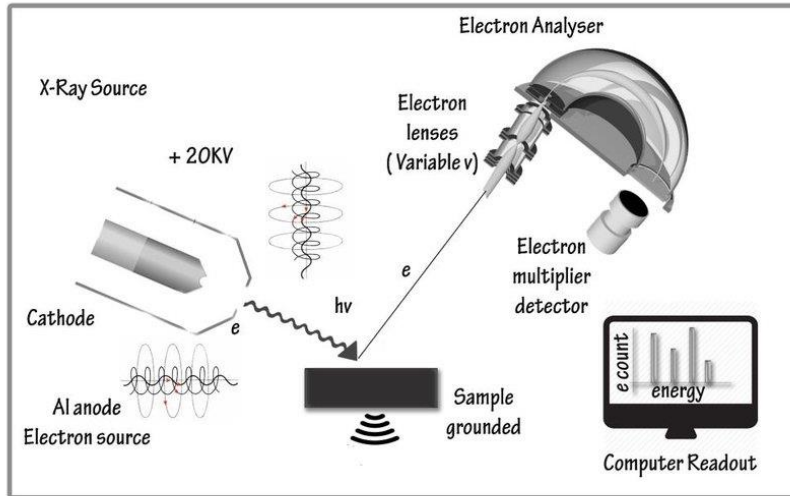 Electron Analyser
X-Ray Source
Electron
lenses
( Variable v)
+ 20KV
e
Electron
multiplier
detector
Cathode
e
hv
Al anode
Electron source
Sample
grounded
e count
energy
Computer Readout